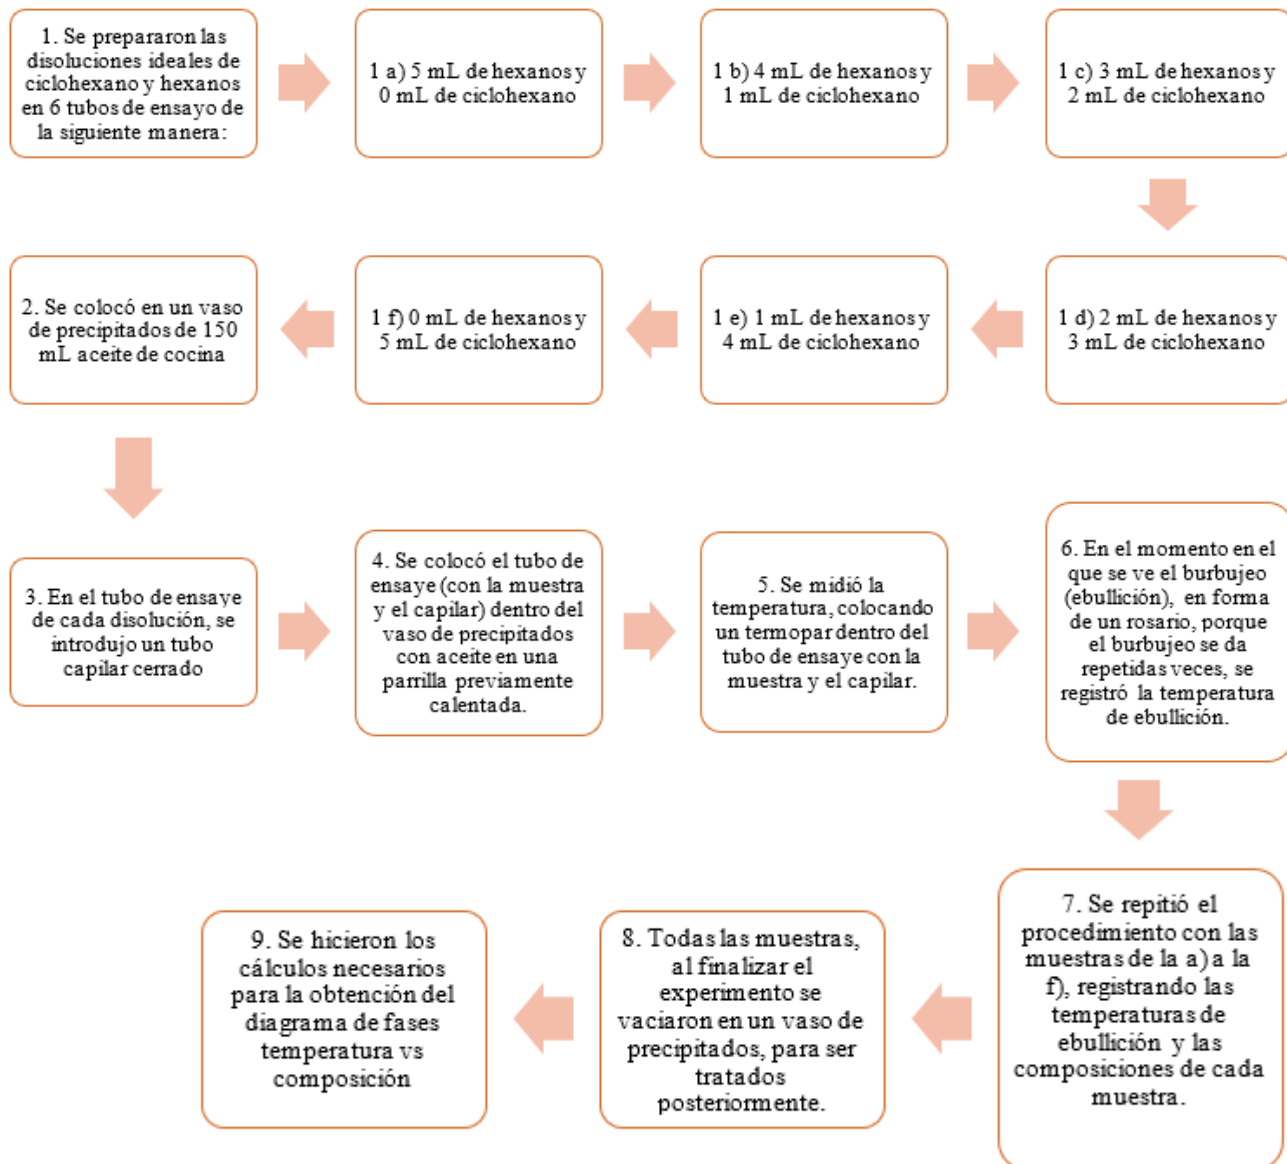 1. Se prepararon las
disoluciones ideales de
ciclohexano y hexanos
en 6 tubos de ensayo de
la siguiente manera:
1 a) 5 mL de hexanos y
0 mL de ciclohexano
1 b) 4 mL de hexanos y
1 mL de ciclohexano
1 c) 3 mL de hexanos y
2 mL de ciclohexano
1 d) 2 mL de hexanos y
3 mL de ciclohexano
1 e) 1 mL de hexanos y
4 mL de ciclohexano
1 f) 0 mL de hexanos y
5 mL de ciclohexano
2. Se colocó en un vaso
de precipitados de 150
mL aceite de cocina
3. En el tubo de ensaye
de cada disolución, se
introdujo un tubo
capilar cerrado
4. Se colocó el tubo de
ensaye (con la muestra
y el capilar) dentro del
vaso de precipitados
con aceite en una
parrilla previamente
calentada.
5. Se midió la
temperatura, colocando
un termopar dentro del
tubo de ensaye con la
muestra y el capilar.
6. En el momento en el
que se ve el burbujeo
(ebullición), en forma
de un rosario, porque
el burbujeo se da
repetidas veces, se
registró la temperatura
de ebullición.
7. Se repitió el
procedimiento con las
muestras de la a) a la
f), registrando las
temperaturas de
ebullición y las
composiciones de cada
muestra.
8. Todas las muestras,
al finalizar el
experimento se
vaciaron en un vaso de
precipitados, para ser
tratados
posteriormente.
9. Se hicieron los
cálculos necesarios
para la obtención del
diagrama de fases
temperatura vs
composición